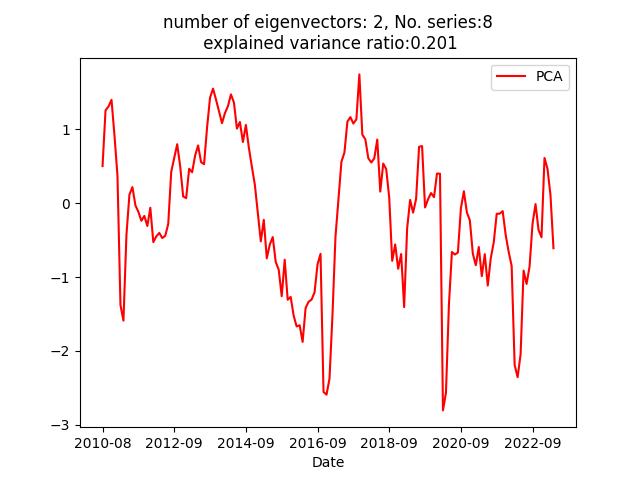 number of eigenvectors: 2, No. series:8
explained variance ratio:0.201
PCA
1
0
−1
−2
−3
2010-08 2012-09 2014-09 2016-09 2018-09 2020-09 2022-09
Date